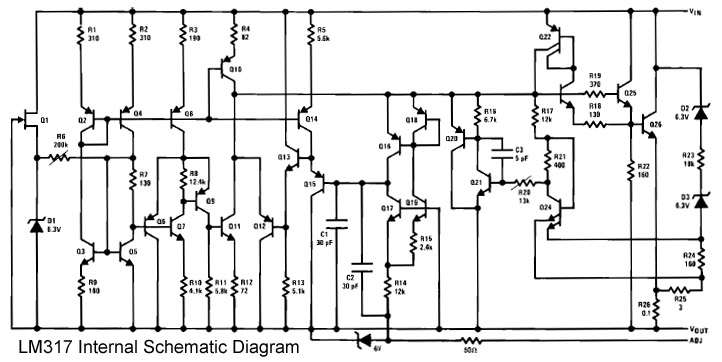 VIN
R1
310
R2
310
R3
190
R4
82
R5
5.6k
Q22
Q10
R19
370
Q25
Q26
D2
6.3V
Q1
Q2
Q4
Q6
Q14
Q18
R16
6.7k
R17
12k
R18
130
R6
200k
Q13
Q16
Q20
C3
5 pF
R21
400
R22
160
R23
18k
R7
130
R8
12.4k
Q9
Q15
Q21
R20
13k
Q24
D3
6.3V
D1
6.3V
Q3
Q5
Q6
Q7
Q11
Q12
C1
30 pF
Q17
Q19
R15
2.4k
C2
30 pF
R9
180
R10
4.1k
R11
5.8k
R12
72
R13
5.1k
R14
12k
R24
160
R25
3
R26
0.1
VOUT
ADJ
6V
50Ω
LM317 Internal Schematic Diagram